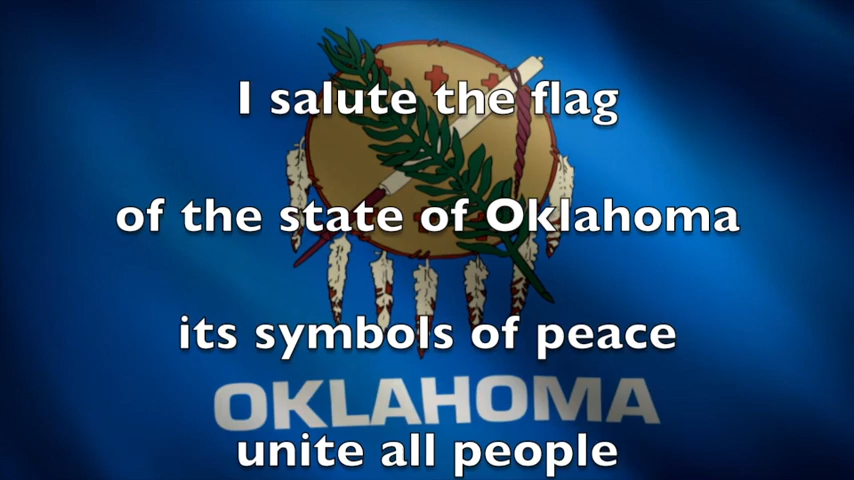 I salute the flag
of the state of Oklahoma
its symbols of peace
OKLAHOMA
unite all people